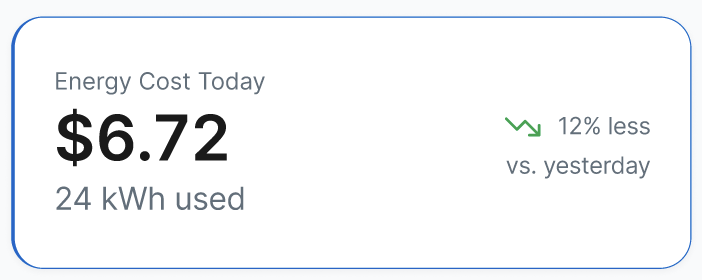 Energy Cost Today
$6.72
24 kWh used
12% less
vs. yesterday